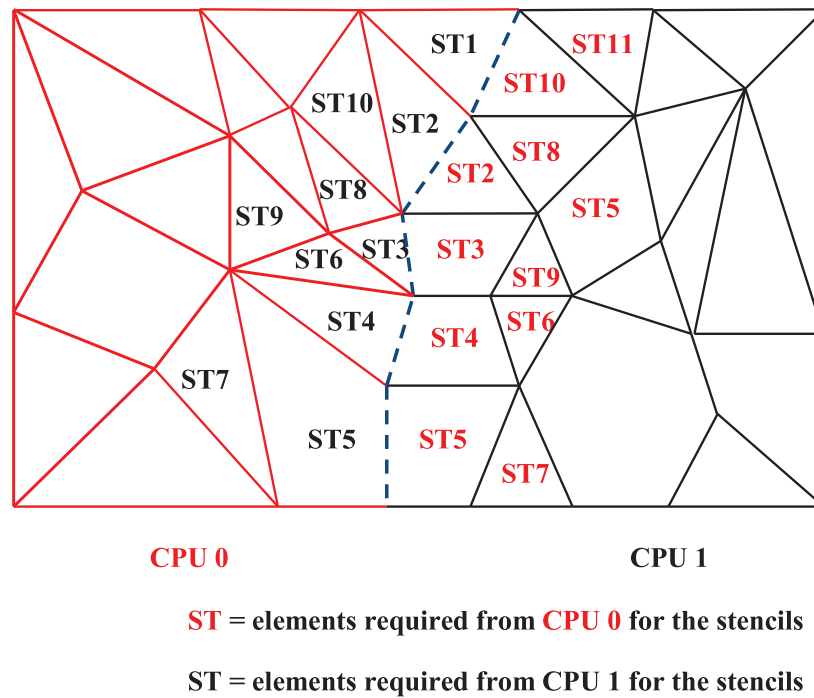 ST1
ST11
ST10
ST10
ST2
ST8
ST2
ST8
ST9
ST5
ST3
ST3
ST6
ST9
ST4
ST4
ST6
ST7
ST5
ST5
ST7
CPU 0
CPU 1
ST = elements required from CPU 0 for the stencils
ST = elements required from CPU 1 for the stencils